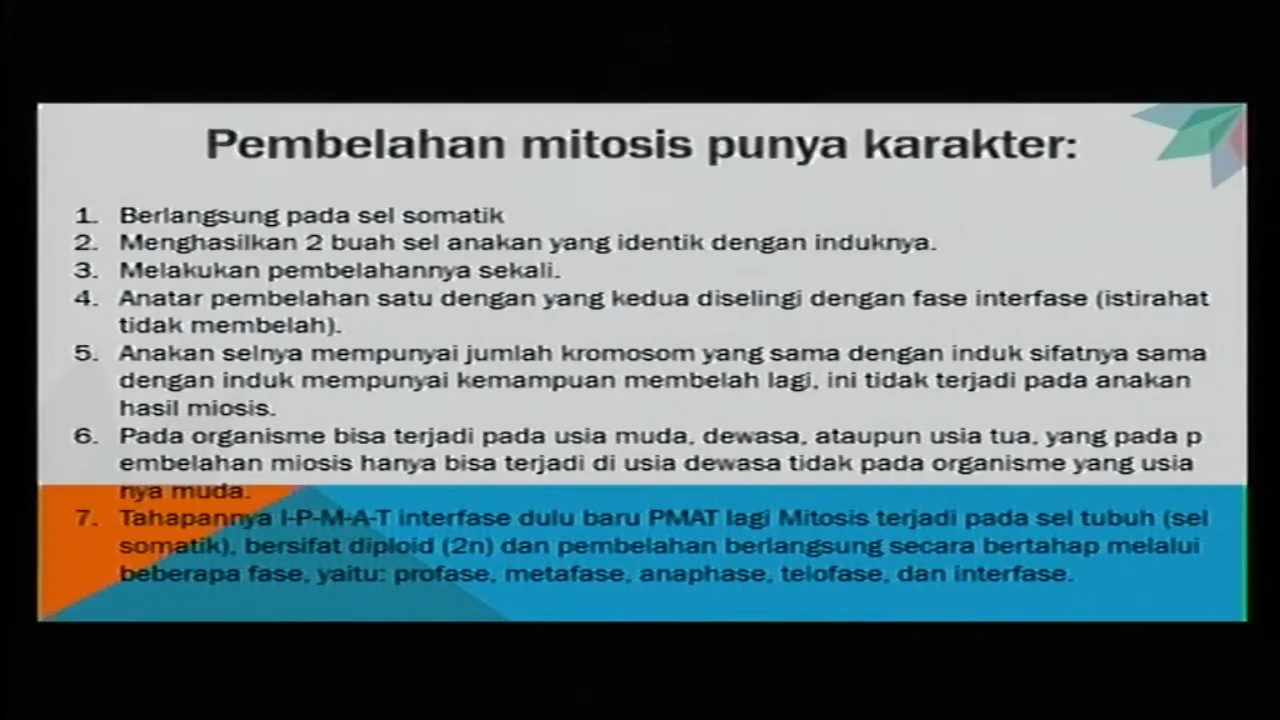 Pembelahan mitosis punya karakter:
1. Berlangsung pada sel somatik
2. Menghasilkan 2 buah sel anakan yang identik dengan induknya.
3. Melakukan pembelahannya sekali.
4. Anatar pembelahan satu dengan yang kedua diselingi dengan fase interfase (istirahat
tidak membelah).
5. Anakan selnya mempunyai jumlah kromosom yang sama dengan induk sifatnya sama
dengan induk mempunyai kemampuan membelah lagi, ini tidak terjadi pada anakan
hasil miosis.
6. Pada organisme bisa terjadi pada usia muda, dewasa, ataupun usia tua, yang pada p
embelahan miosis hanya bisa terjadi di usia dewasa tidak pada organisme yang usia
nya muda.
7. Tahapannya I-P-M-A-T interfase dulu baru PMAT lagi Mitosis terjadi pada sel tubuh (sel
somatik), bersifat diploid (2n) dan pembelahan berlangsung secara bertahap melalui
beberapa fase, yaitu: profase, metafase, anaphase, telofase, dan interfase.